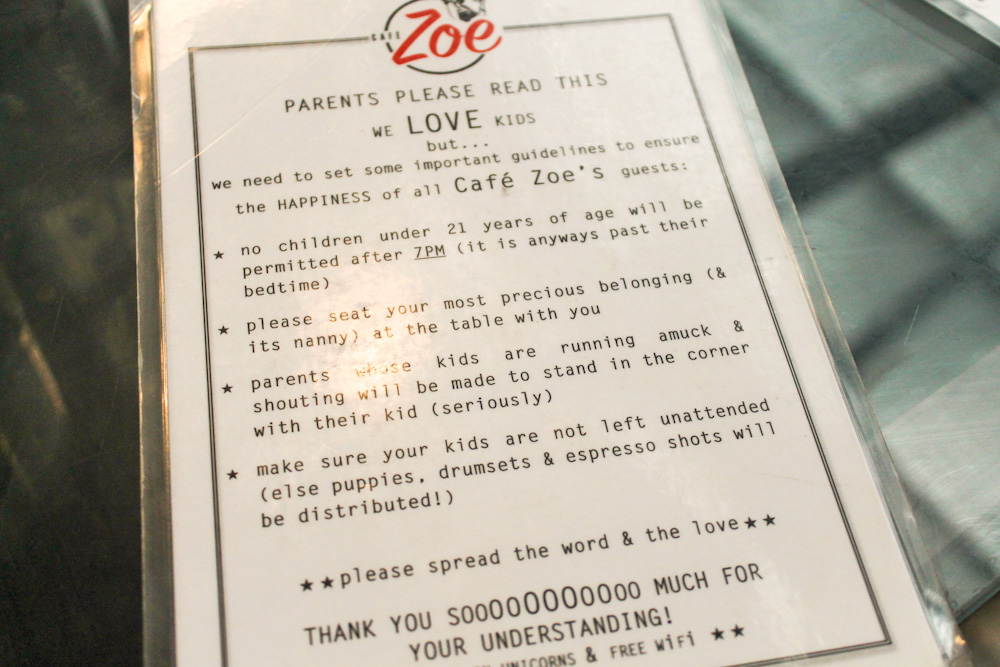 CAFE
Zoe
PARENTS PLEASE READ THIS
WE LOVE KIDS
but...
we need to set some important guidelines to ensure
the HAPPINESS of all Café Zoe's guests:
★ no children under 21 years of age will be
permitted after 7PM (it is anyways past their
bedtime)
★ please seat your most precious belonging (&
its nanny) at the table with you
★ parents whose kids are running amuck &
shouting will be made to stand in the corner
with their kid (seriously)
★ make sure your kids are not left unattended
(else puppies, drumsets & espresso shots will
be distributed!)
★★please spread the word & the love★★
THANK YOU SOOOOOOOOOOOO MUCH FOR
YOUR UNDERSTANDING!
UNICORNS & FREE WiFi ★★